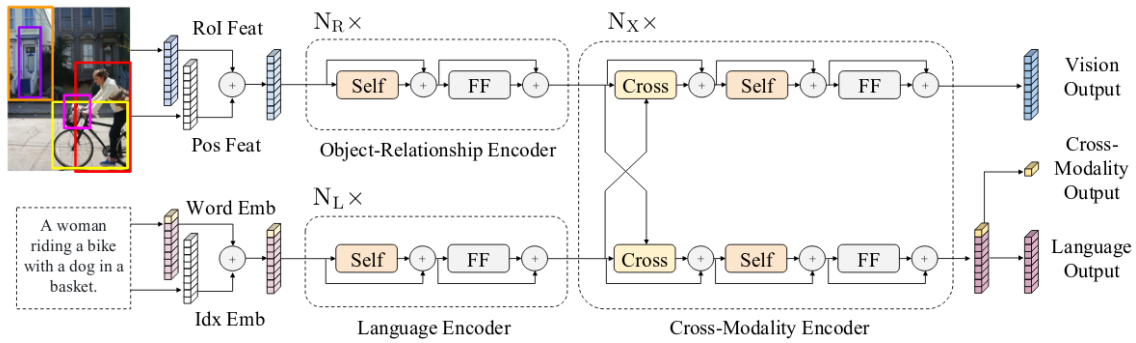 RoI Feat
Pos Feat
N_R ×
Self
+
FF
+
Object-Relationship Encoder
N_X ×
Cross
+
Self
+
FF
+
Vision
Output
Cross-
Modality
Output
A woman
riding a bike
with a dog in a
basket.
Word Emb
+
Idx Emb
N_L ×
Self
+
FF
+
Language Encoder
Cross
+
Self
+
FF
+
Cross-Modality Encoder
Language
Output